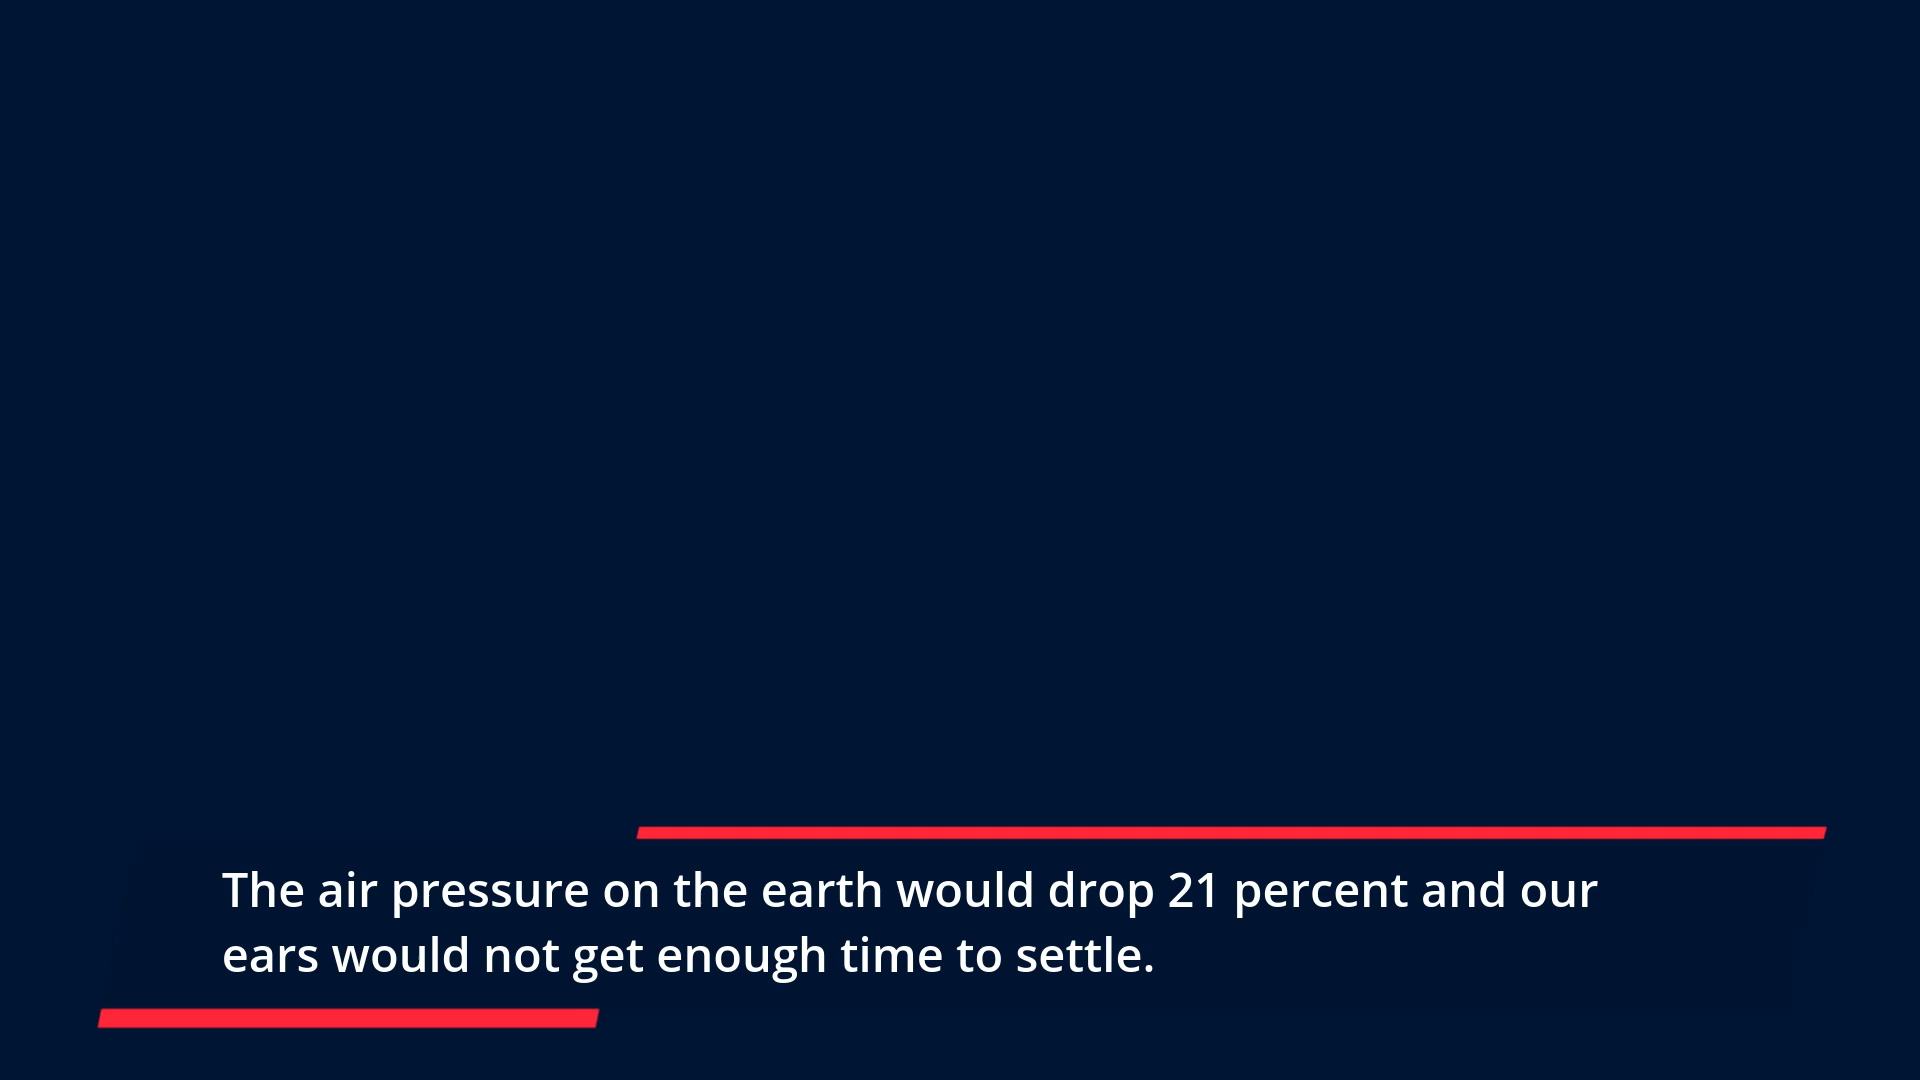 The air pressure on the earth would drop 21 percent and our
ears would not get enough time to settle.